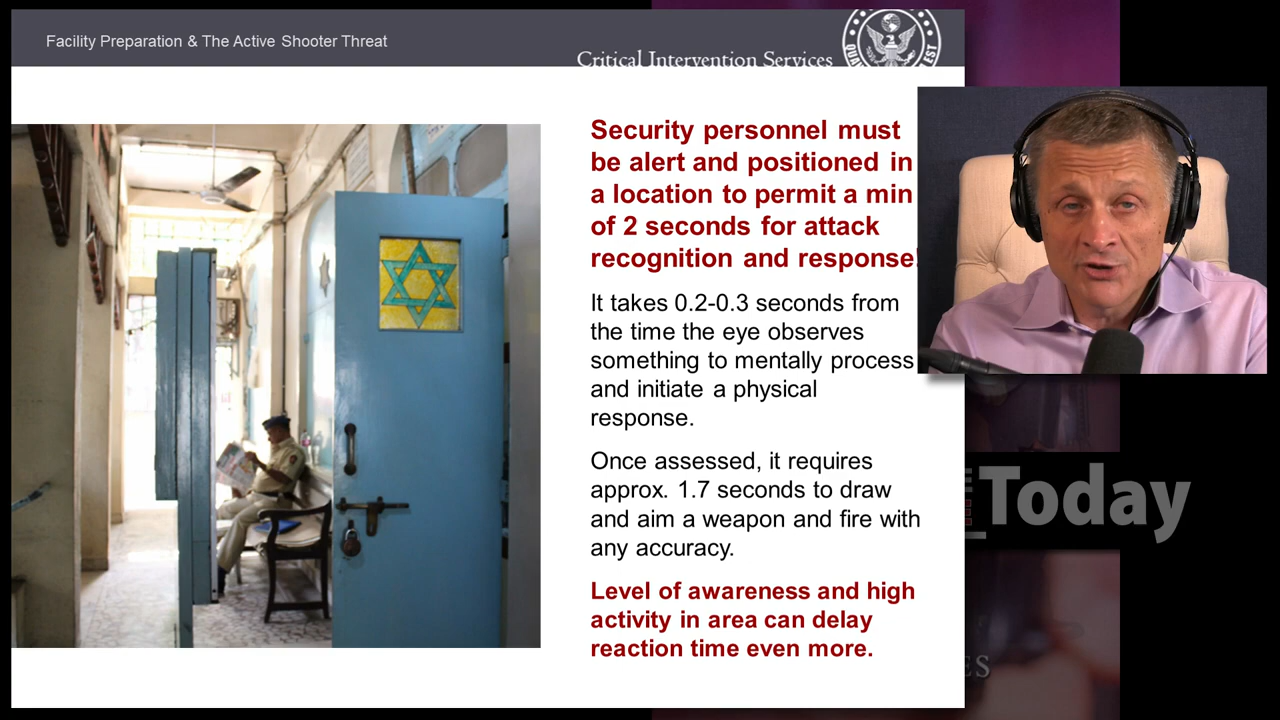 Facility Preparation & The Active Shooter Threat
Critical Intervention Services
Security personnel must
be alert and positioned in
a location to permit a min
of 2 seconds for attack
recognition and response!
It takes 0.2-0.3 seconds from
the time the eye observes
something to mentally process
and initiate a physical
response.
Once assessed, it requires
approx. 1.7 seconds to draw
and aim a weapon and fire with
any accuracy.
Level of awareness and high
activity in area can delay
reaction time even more.
Today